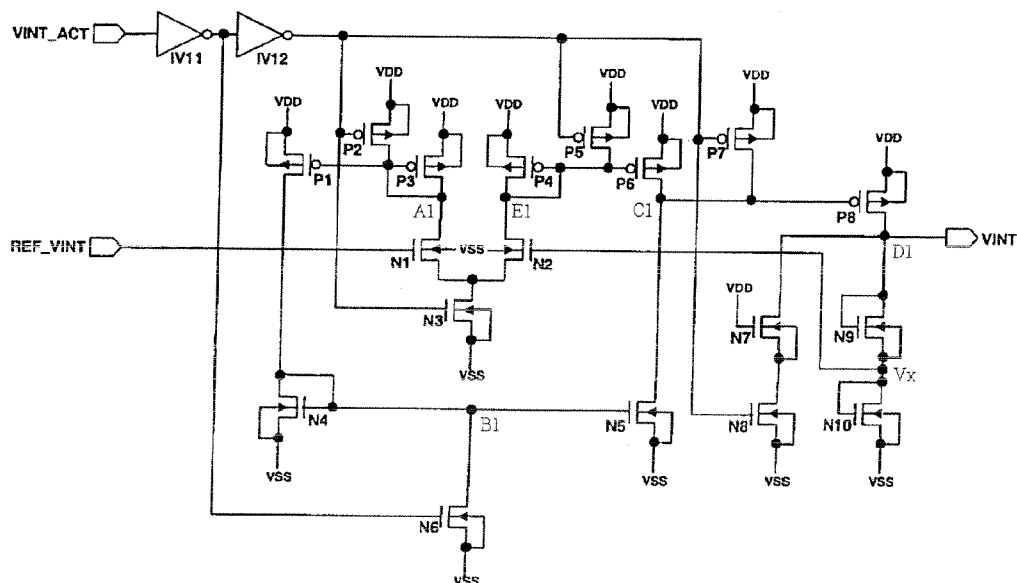 VINT_ACT
IV11
IV12
VDD
VDD
VDD
VDD
VDD
VDD
VDD
VDD
P1
P2
P3
P4
P5
P6
P7
P8
A1
E1
C1
D1
VINT
REF_VINT
N1
VSS
N2
N3
VSS
VDD
N7
N9
Vx
N4
B1
N5
N8
N10
VSS
VSS
VSS
VSS
N6
VSS